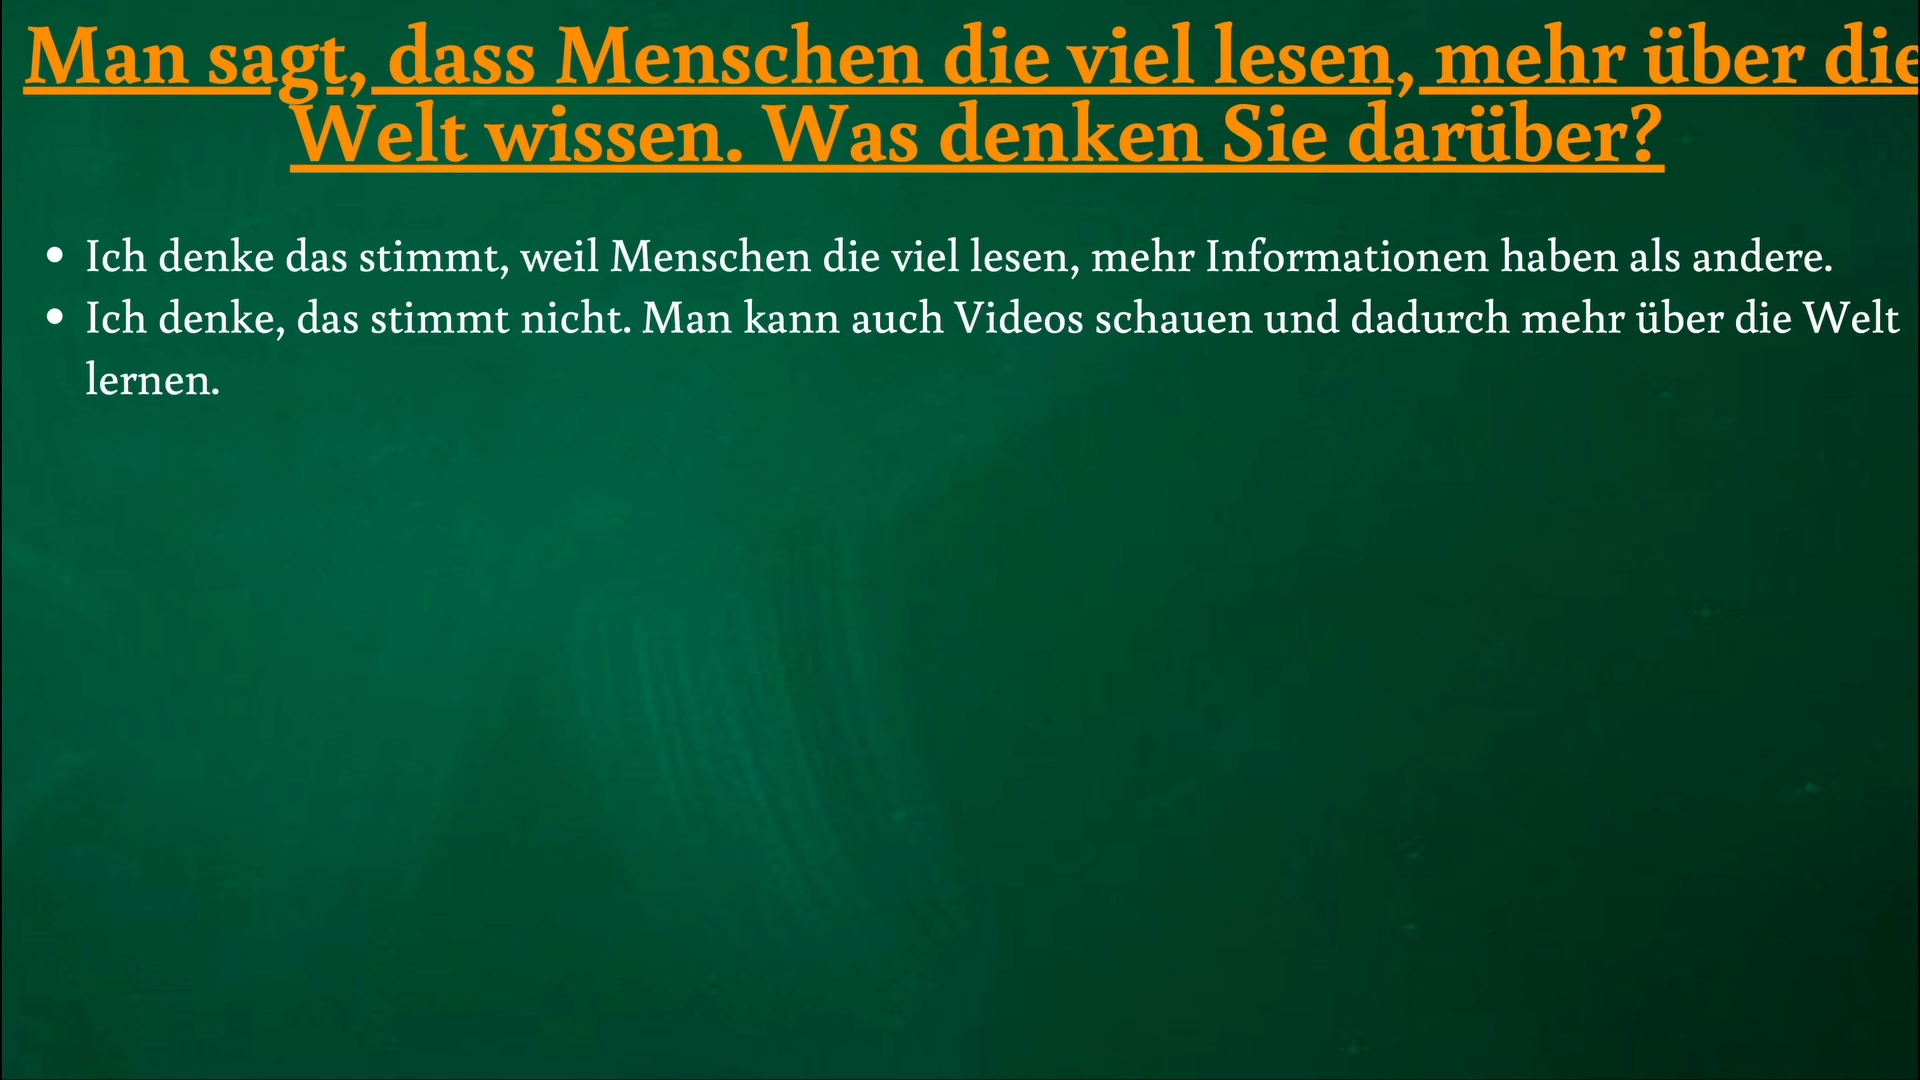 Man sagt, dass Menschen die viel lesen, mehr über die
Welt wissen. Was denken Sie darüber?
• Ich denke das stimmt, weil Menschen die viel lesen, mehr Informationen haben als andere.
• Ich denke, das stimmt nicht. Man kann auch Videos schauen und dadurch mehr über die Welt
lernen.